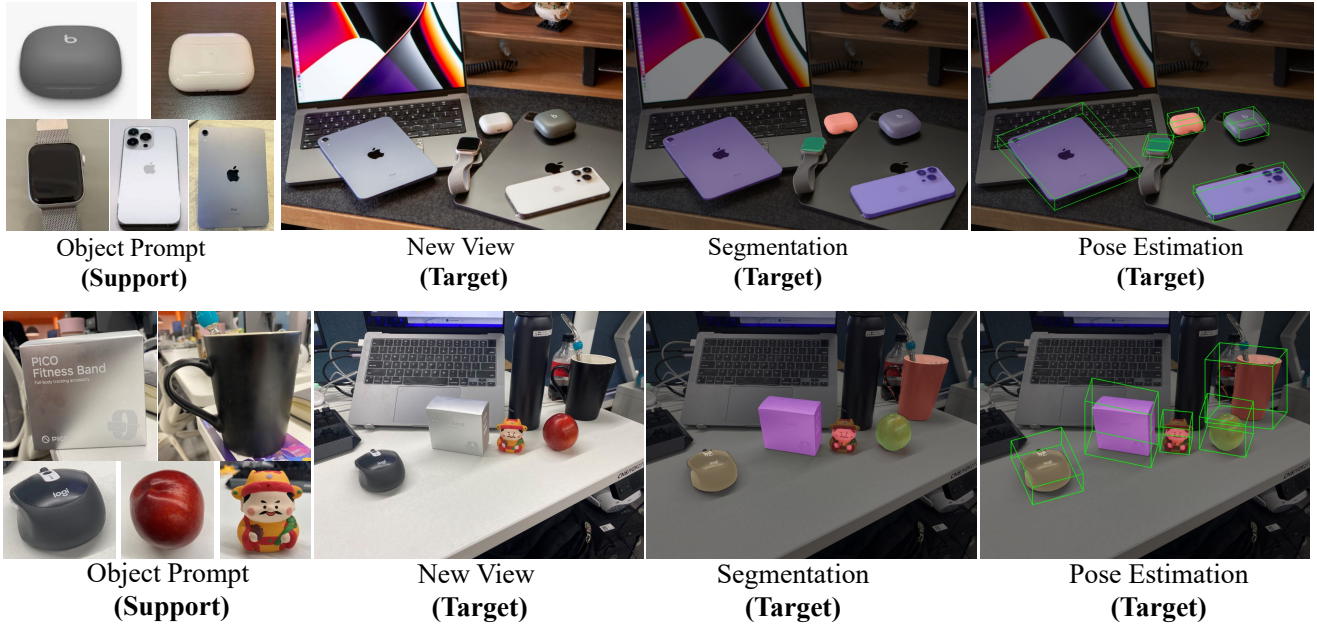 Object Prompt
(Support)
New View
(Target)
Segmentation
(Target)
Pose Estimation
(Target)
PICO
Fitness Band
logi
Object Prompt
(Support)
New View
(Target)
Segmentation
(Target)
Pose Estimation
(Target)